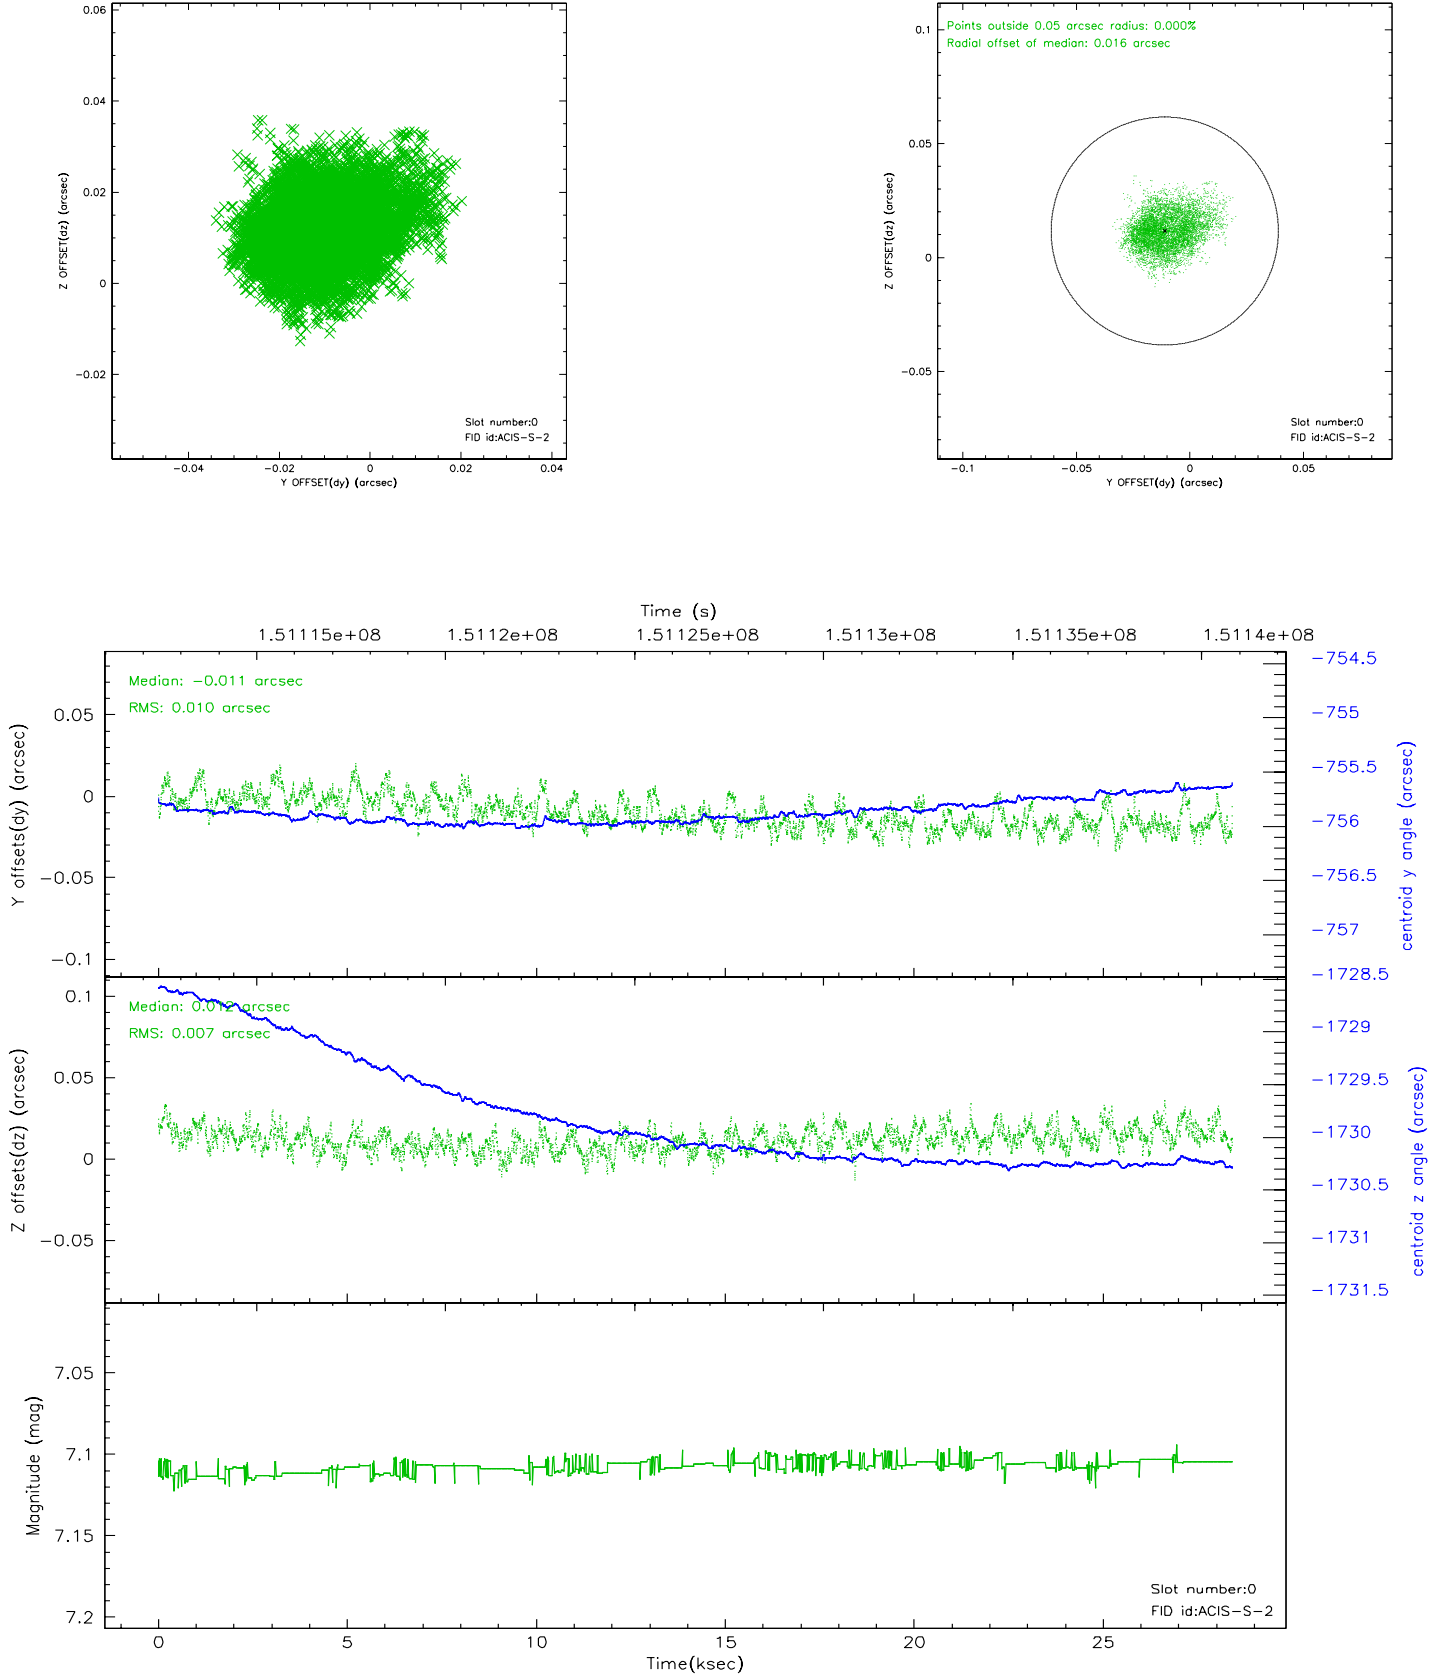 0.06
0.04
0.02
0
−0.02
Z OFFSET(dz) (arcsec)
Slot number:0
FID id:ACIS−S−2
−0.04
−0.02
0
0.02
0.04
Y OFFSET(dy) (arcsec)
Points outside 0.05 arcsec radius: 0.000%
Radial offset of median: 0.016 arcsec
0.1
0.05
0
−0.05
Z OFFSET(dz) (arcsec)
Slot number:0
FID id:ACIS−S−2
−0.1
−0.05
0
0.05
Y OFFSET(dy) (arcsec)
Time (s)
1.51115e+08
1.5112e+08
1.51125e+08
1.5113e+08
1.51135e+08
1.5114e+08
Median: −0.011 arcsec
RMS: 0.010 arcsec
0.05
0
−0.05
−0.1
Y offsets(dy) (arcsec)
−754.5
−755
−755.5
−756
−756.5
−757
centroid y angle (arcsec)
Median: 0.012 arcsec
RMS: 0.007 arcsec
0.1
0.05
0
−0.05
Z offsets(dz) (arcsec)
−1728.5
−1729
−1729.5
−1730
−1730.5
−1731
−1731.5
centroid z angle (arcsec)
7.05
7.1
7.15
7.2
Magnitude (mag)
Slot number:0
FID id:ACIS−S−2
0
5
10
15
20
25
Time(ksec)